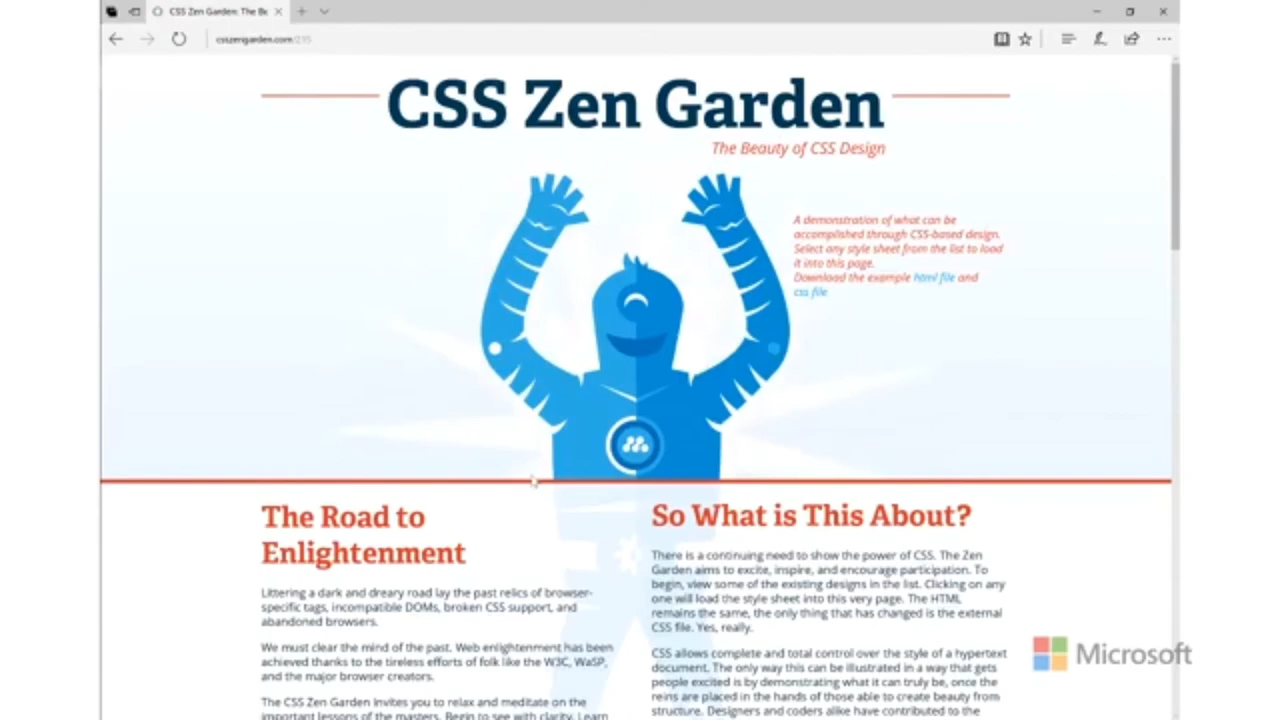 CSS Zen Garden: The Be
csszengarden.com/215
CSS Zen Garden
The Beauty of CSS Design
A demonstration of what can be
accomplished through CSS-based design.
Select any style sheet from the list to load
it into this page.
Download the example html file and
css file
The Road to
Enlightenment
Littering a dark and dreary road lay the past relics of browser-
specific tags, incompatible DOMs, broken CSS support, and
abandoned browsers.
We must clear the mind of the past. Web enlightenment has been
achieved thanks to the tireless efforts of folk like the W3C, WaSP,
and the major browser creators.
The CSS Zen Garden invites you to relax and meditate on the
important lessons of the masters. Begin to see with clarity. Learn
So What is This About?
There is a continuing need to show the power of CSS. The Zen
Garden aims to excite, inspire, and encourage participation. To
begin, view some of the existing designs in the list. Clicking on any
one will load the style sheet into this very page. The HTML
remains the same, the only thing that has changed is the external
CSS file. Yes, really.
CSS allows complete and total control over the style of a hypertext
document. The only way this can be illustrated in a way that gets
people excited is by demonstrating what it can truly be, once the
reins are placed in the hands of those able to create beauty from
structure. Designers and coders alike have contributed to the
Microsoft